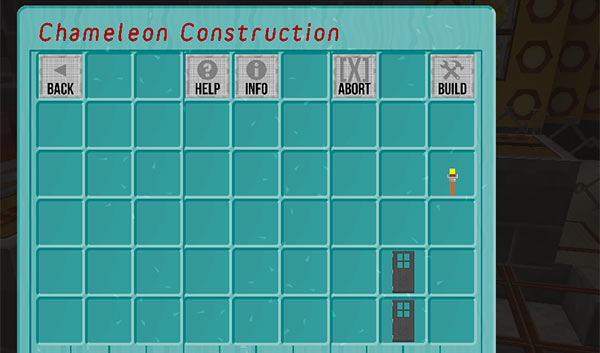 Chameleon Construction
BACK
HELP
INFO
[X]
ABORT
BUILD